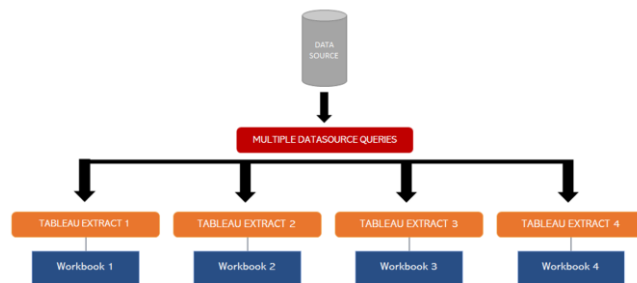 DATA
SOURCE
MULTIPLE DATASOURCE QUERIES
TABLEAU EXTRACT 1
TABLEAU EXTRACT 2
TABLEAU EXTRACT 3
TABLEAU EXTRACT 4
Workbook 1
Workbook 2
Workbook 3
Workbook 4